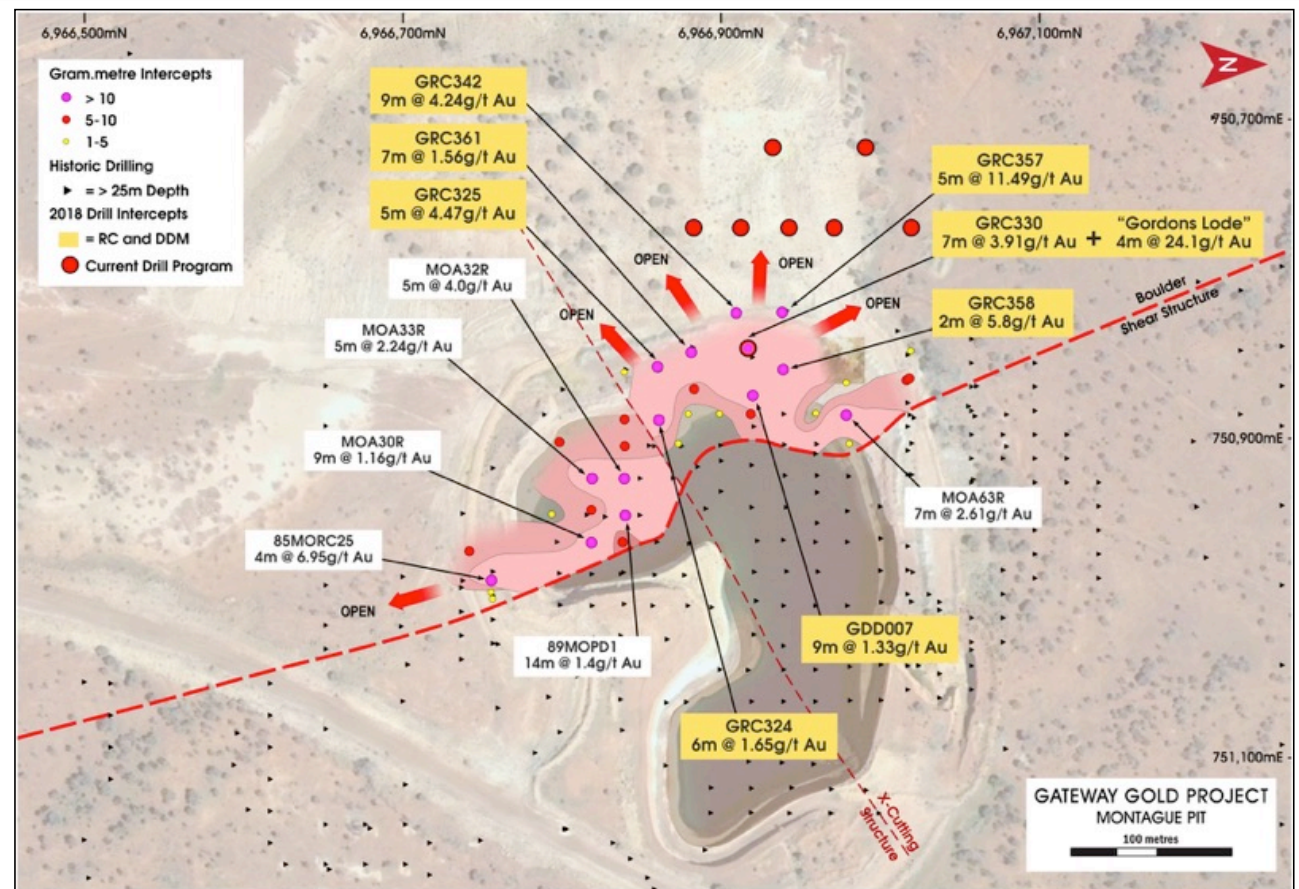 6,966,500mN
6,966,700mN
6,966,900mN
6,967,100mN
Gram.metre Intercepts
> 10
5-10
1-5
Historic Drilling
= > 25m Depth
2018 Drill Intercepts
= RC and DDM
Current Drill Program
N
750,700mE
750,900mE
751,100mE
GRC342
9m @ 4.24g/t Au
GRC361
7m @ 1.56g/t Au
GRC325
5m @ 4.47g/t Au
MOA32R
5m @ 4.0g/t Au
MOA33R
5m @ 2.24g/t Au
MOA30R
9m @ 1.16g/t Au
85MORC25
4m @ 6.95g/t Au
OPEN
OPEN
OPEN
OPEN
OPEN
GRC357
5m @ 11.49g/t Au
GRC330
7m @ 3.91g/t Au
+
"Gordons Lode"
4m @ 24.1g/t Au
GRC358
2m @ 5.8g/t Au
Boulder
Shear Structure
MOA63R
7m @ 2.61g/t Au
89MOPD1
14m @ 1.4g/t Au
GDD007
9m @ 1.33g/t Au
GRC324
6m @ 1.65g/t Au
X-Cutting
Structure
GATEWAY GOLD PROJECT
MONTAGUE PIT
100 metres